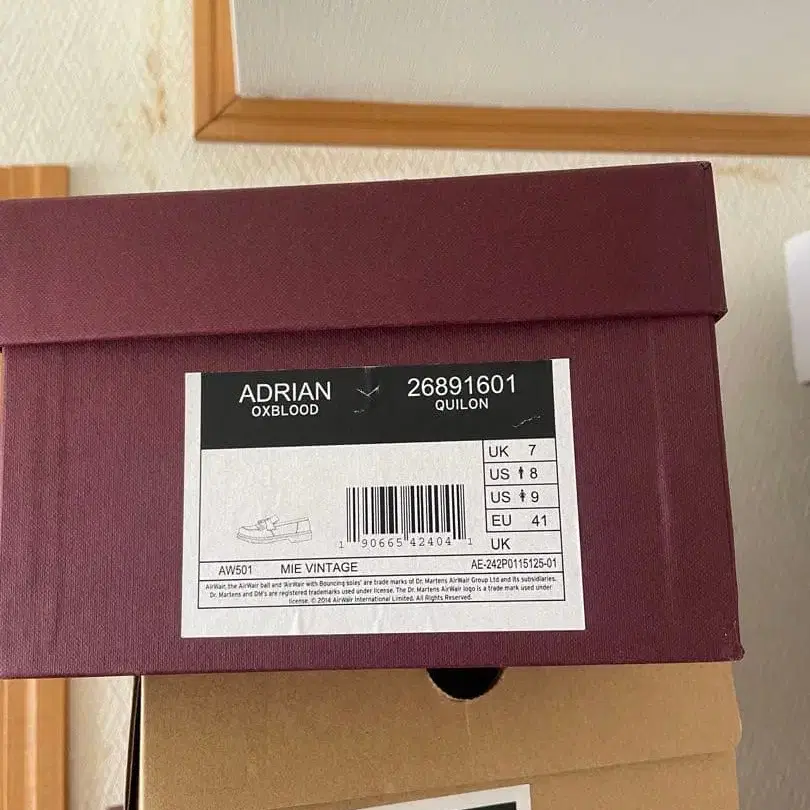 ADRIAN 26891601
OXBLOOD QUILON
UK 7
US 8
US 9
EU 41
UK
1 90665 42404 1
AW501 MIE VINTAGE AE-242P0115125-01
AirWair, the AirWair ball and 'AirWair with Bouncing soles' are trade marks of Dr. Martens AirWair Group Ltd and its subsidiaries.
Dr. Martens and DM's are registered trademarks used under license. The Dr. Martens AirWair logo is a trade mark used under
license. © 2014 AirWair International Limited. All Rights Reserved.